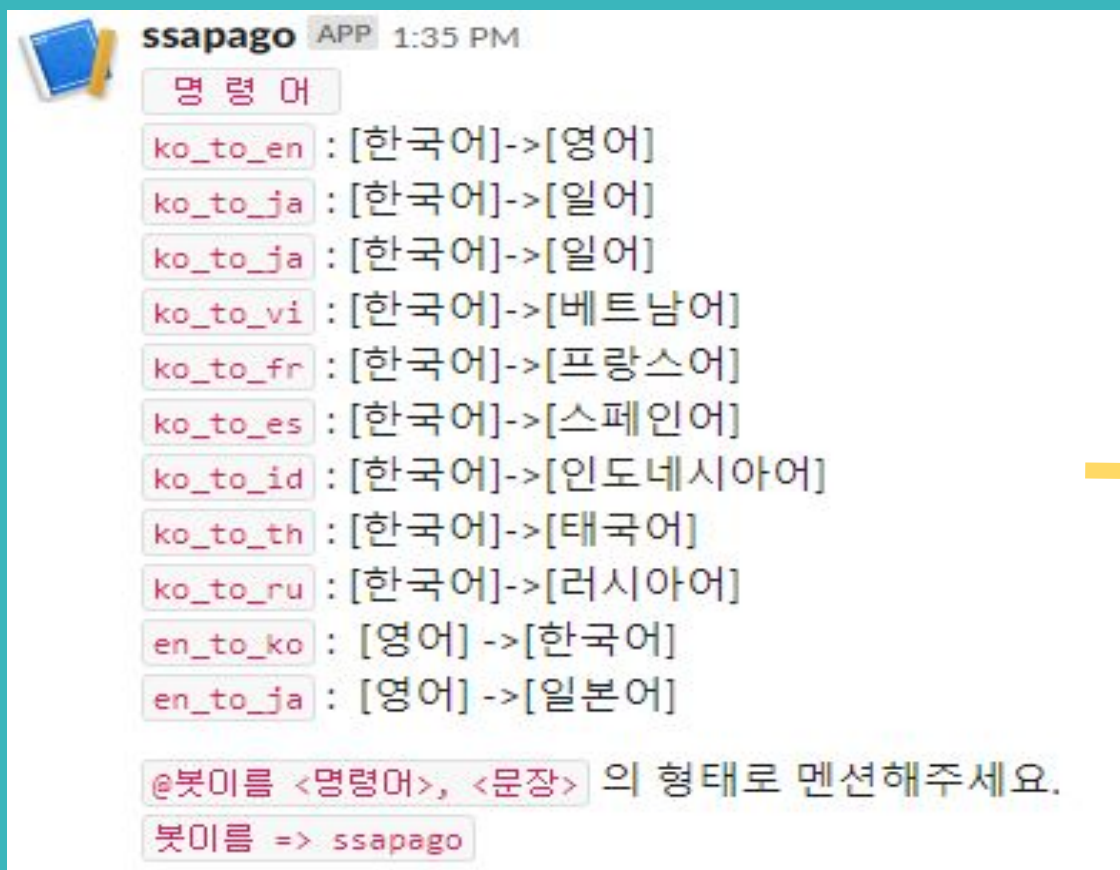 ssapago APP 1:35 PM
명 령 어
ko_to_en : [한국어]->[영어]
ko_to_ja : [한국어]->[일어]
ko_to_ja : [한국어]->[일어]
ko_to_vi : [한국어]->[베트남어]
ko_to_fr : [한국어]->[프랑스어]
ko_to_es : [한국어]->[스페인어]
ko_to_id : [한국어]->[인도네시아어]
ko_to_th : [한국어]->[태국어]
ko_to_ru : [한국어]->[러시아어]
en_to_ko : [영어] ->[한국어]
en_to_ja : [영어] ->[일본어]
@봇이름 <명령어>, <문장> 의 형태로 멘션해주세요.
봇이름 => ssapago